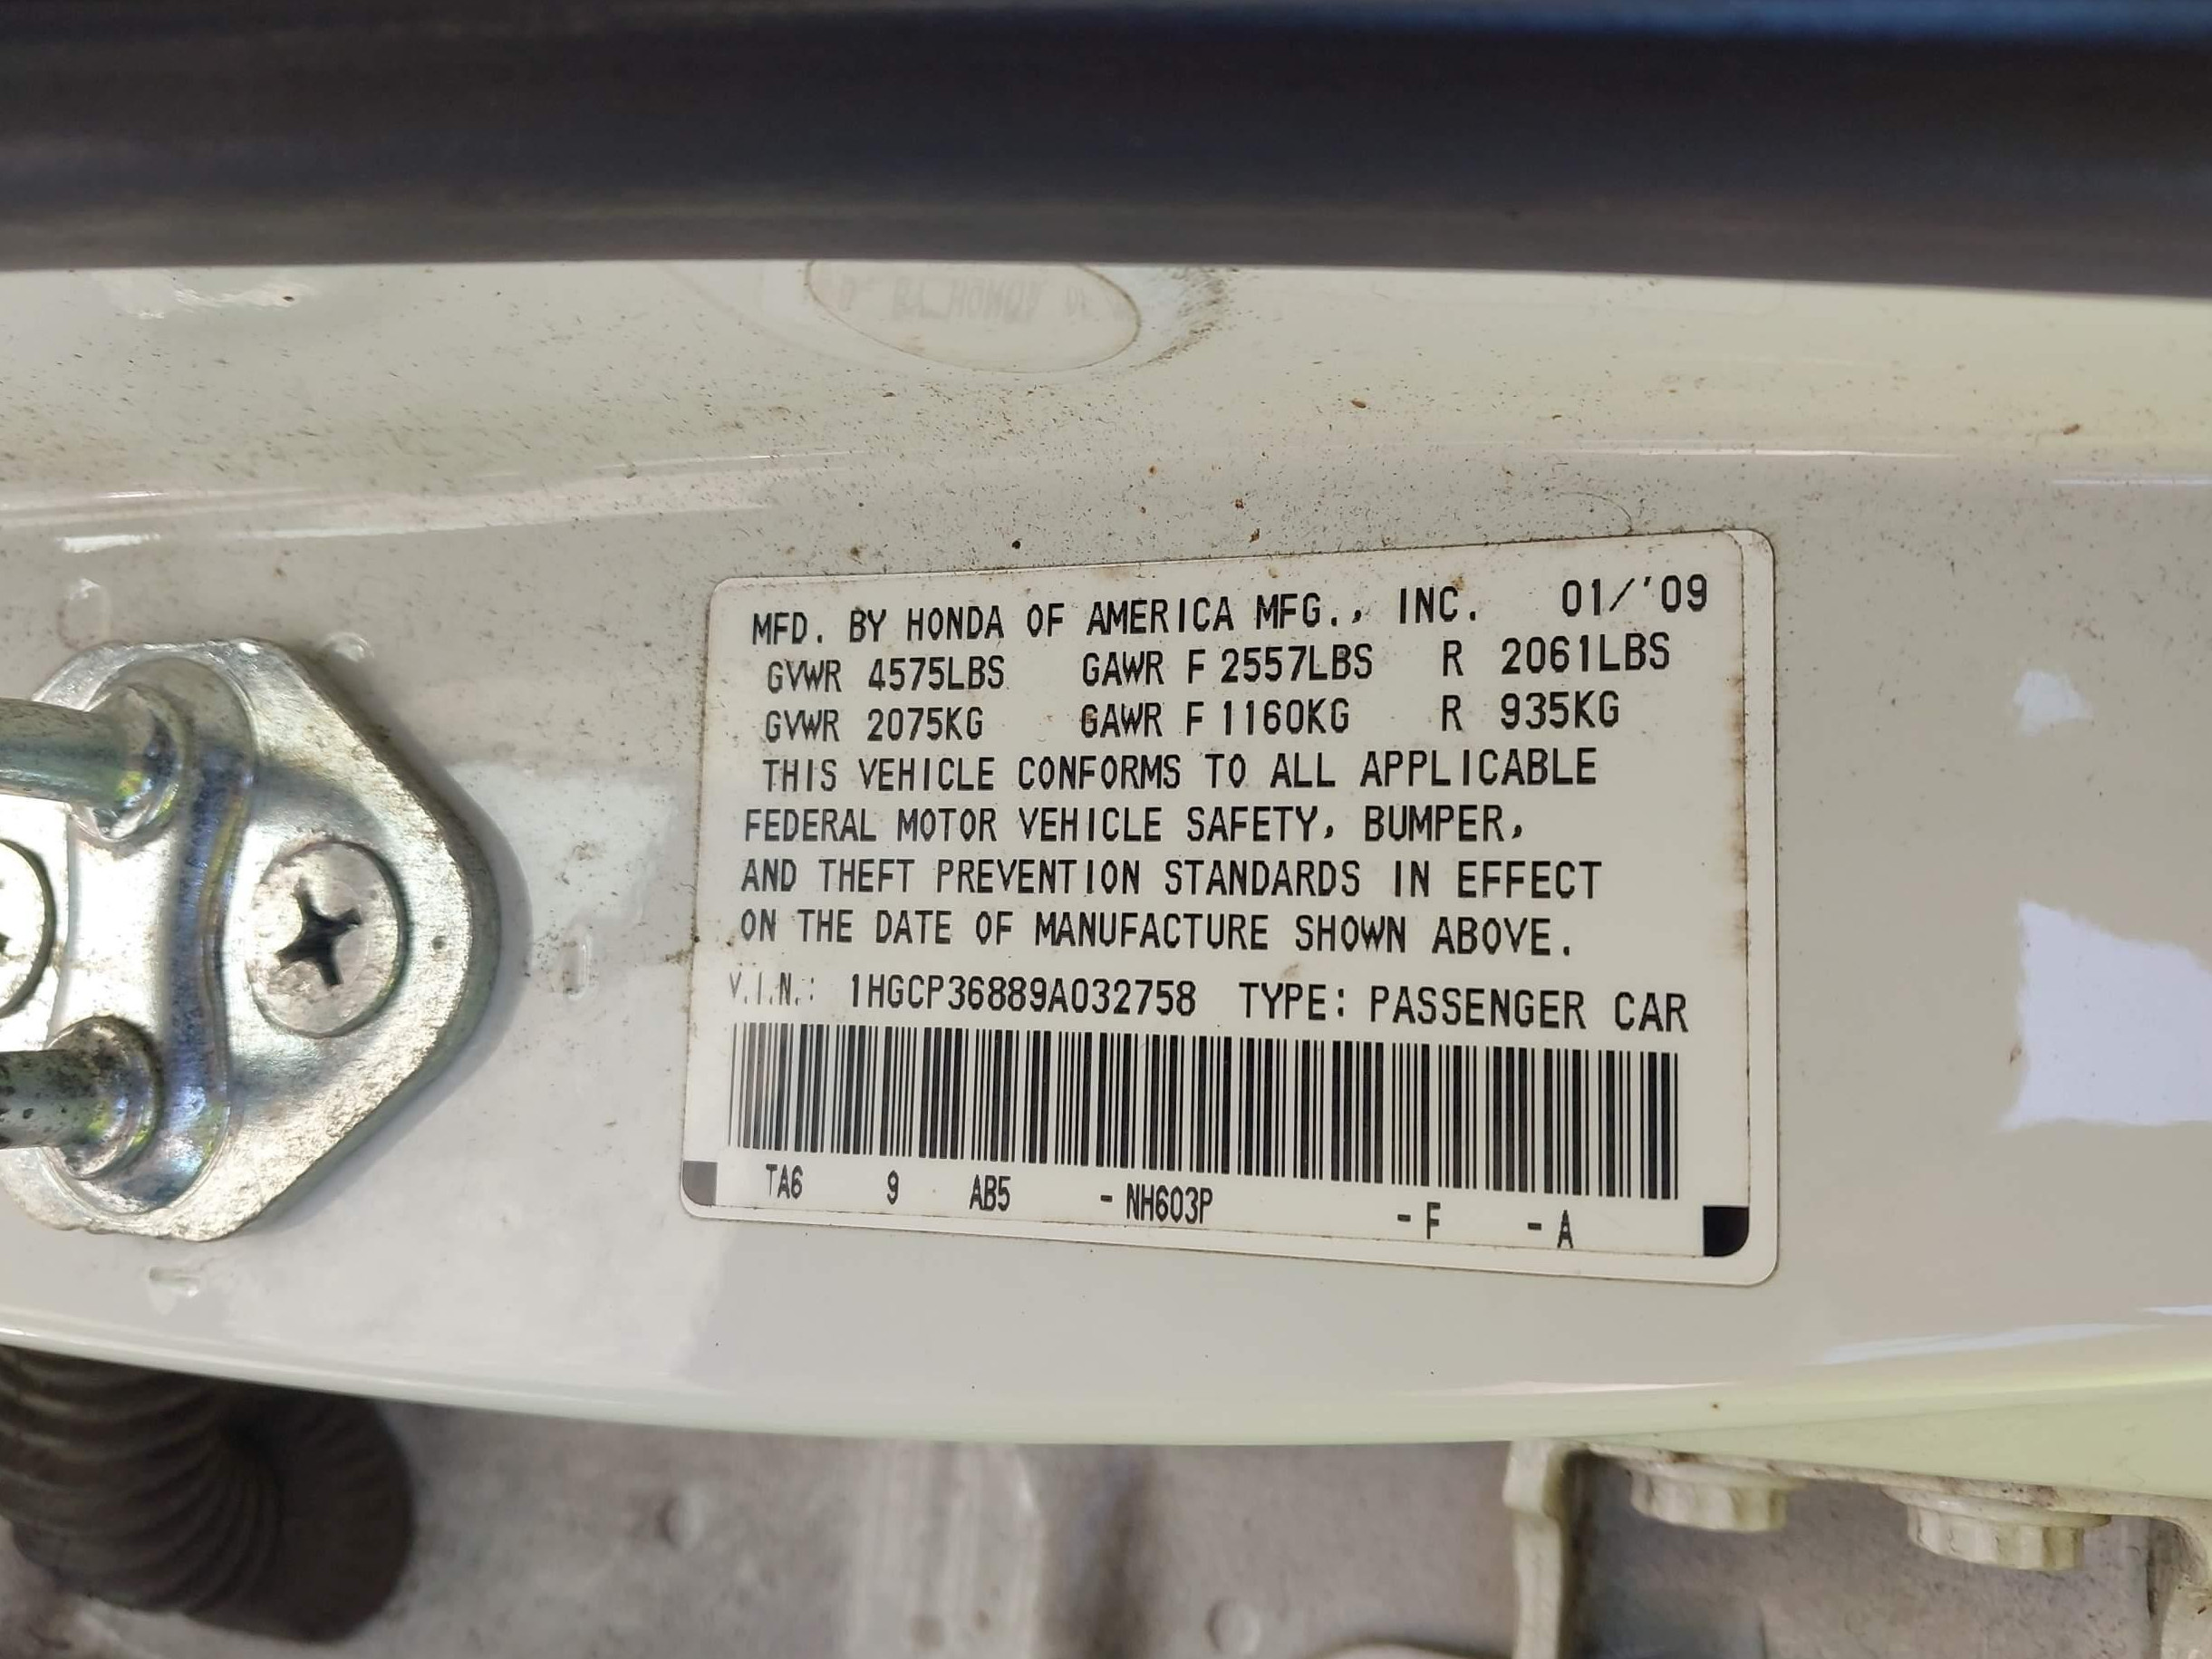 MFD. BY HONDA OF AMERICA MFG., INC. 01/'09
GVWR 4575LBS GAWR F 2557LBS R 2061LBS
GVWR 2075KG GAWR F 1160KG R 935KG
THIS VEHICLE CONFORMS TO ALL APPLICABLE
FEDERAL MOTOR VEHICLE SAFETY, BUMPER,
AND THEFT PREVENTION STANDARDS IN EFFECT
ON THE DATE OF MANUFACTURE SHOWN ABOVE.
V.I.N.: 1HGCP36889A032758 TYPE: PASSENGER CAR
TA6 9 AB5 -NH603P -F -A